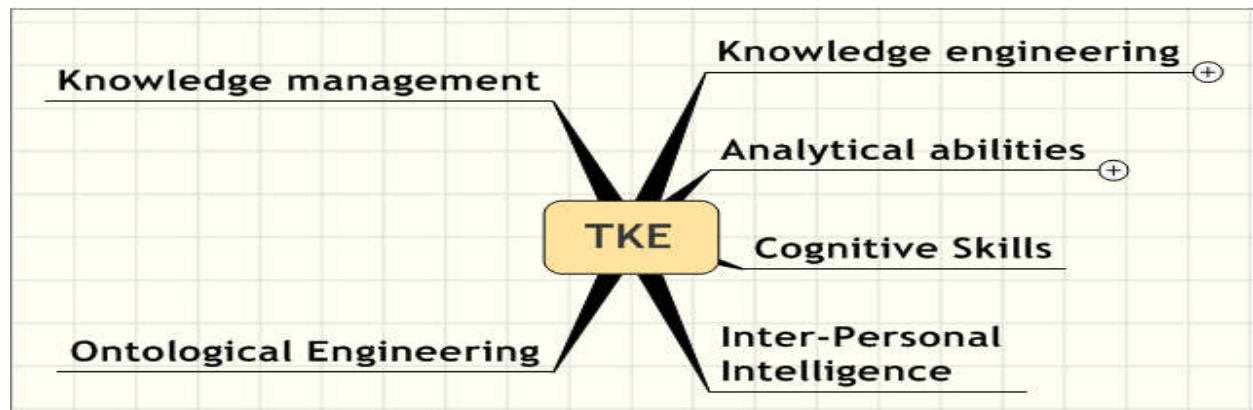 Knowledge management
Knowledge engineering
Analytical abilities
TKE
Cognitive Skills
Ontological Engineering
Inter-Personal
Intelligence